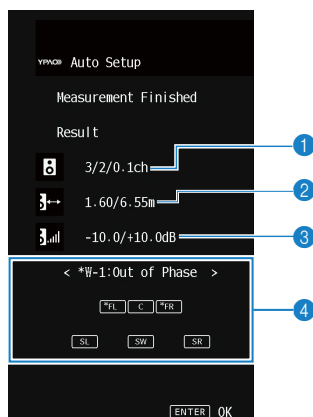 YPAO Auto Setup
Measurement Finished
Result
3/2/0.1ch
1
1.60/6.55m
2
-10.0/+10.0dB
3
< *W-1:Out of Phase >
*FL C *FR
4
SL SW SR
ENTER OK